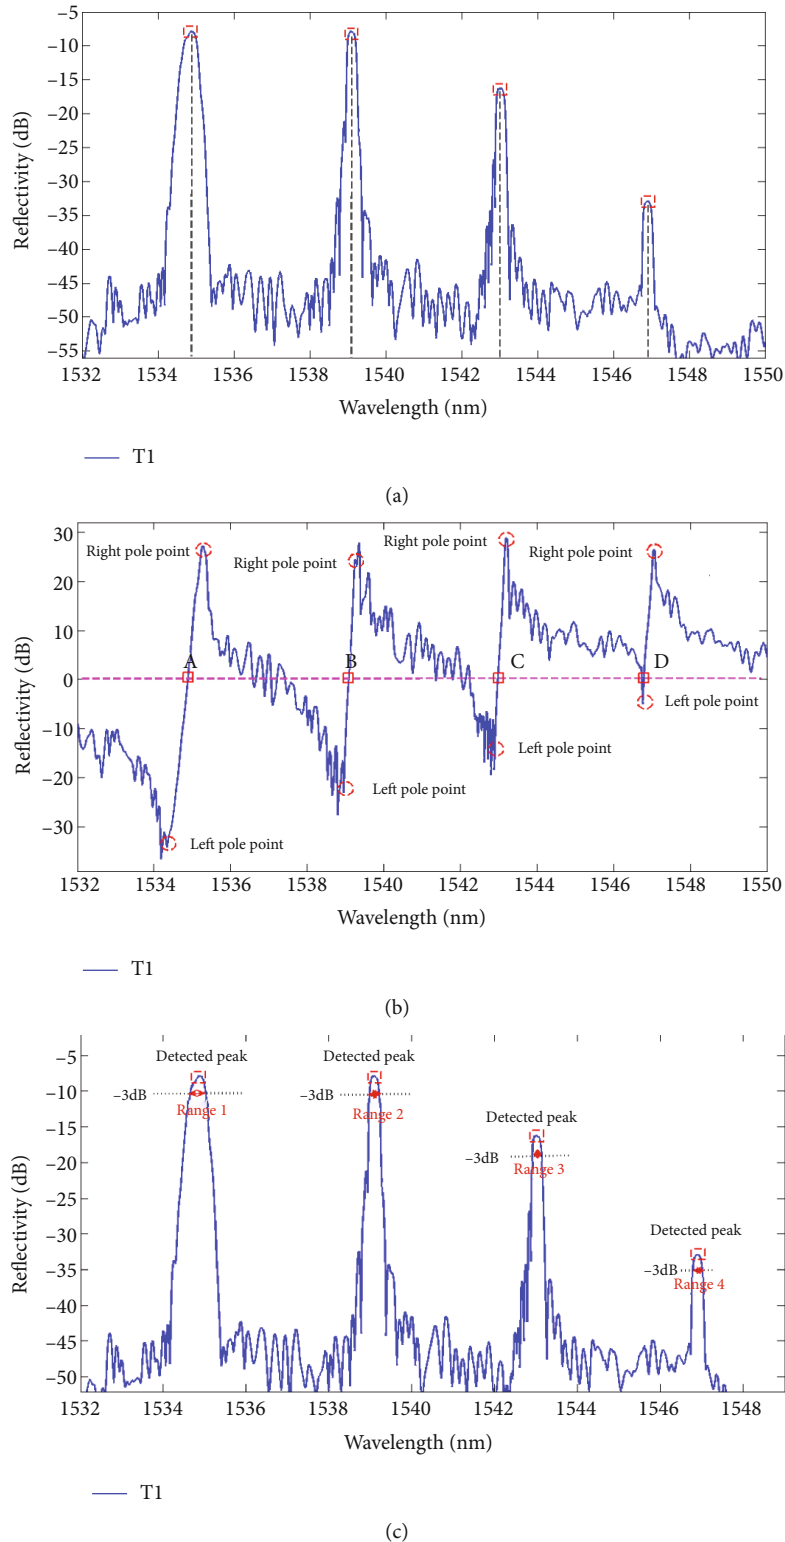 −5
−10
−15
−20
−25
−30
−35
−40
−45
−50
−55
Reflectivity (dB)
1532 1534 1536 1538 1540 1542 1544 1546 1548 1550
Wavelength (nm)
T1
(a)
30
20
10
0
−10
−20
−30
Reflectivity (dB)
Right pole point
Right pole point
Right pole point
Right pole point
A
B
C
D
Left pole point
Left pole point
Left pole point
Left pole point
1532 1534 1536 1538 1540 1542 1544 1546 1548 1550
Wavelength (nm)
T1
(b)
−5
−10
−15
−20
−25
−30
−35
−40
−45
−50
Reflectivity (dB)
Detected peak
Detected peak
−3dB
−3dB
Range 1
Range 2
Detected peak
−3dB
Range 3
Detected peak
−3dB
Range 4
1532 1534 1536 1538 1540 1542 1544 1546 1548
Wavelength (nm)
T1
(c)